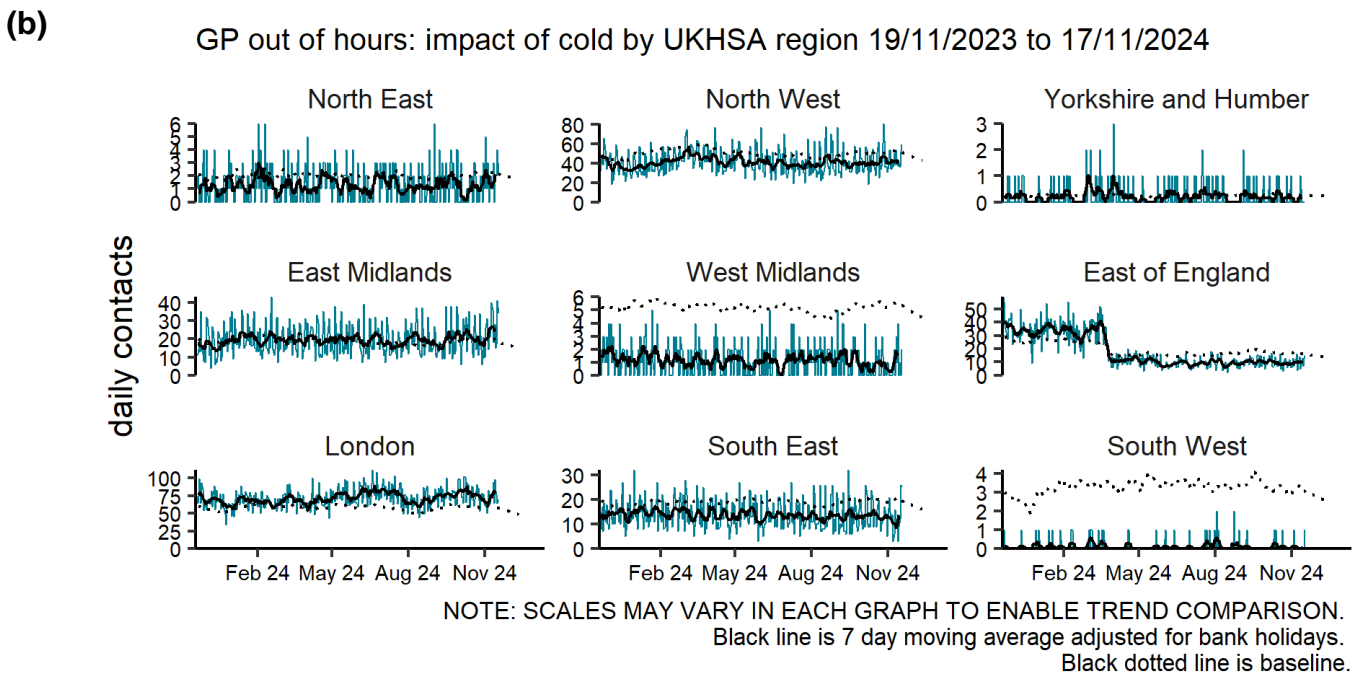 (b)
GP out of hours: impact of cold by UKHSA region 19/11/2023 to 17/11/2024
North East
North West
Yorkshire and Humber
6
5
4
3
2
1
0
80
60
40
20
0
3
2
1
0
daily contacts
East Midlands
West Midlands
East of England
40
30
20
10
0
6
5
4
3
2
1
0
50
40
30
20
10
0
London
South East
South West
100
75
50
25
0
30
20
10
0
4
3
2
1
0
Feb 24 May 24 Aug 24 Nov 24
Feb 24 May 24 Aug 24 Nov 24
Feb 24 May 24 Aug 24 Nov 24
NOTE: SCALES MAY VARY IN EACH GRAPH TO ENABLE TREND COMPARISON.
Black line is 7 day moving average adjusted for bank holidays.
Black dotted line is baseline.